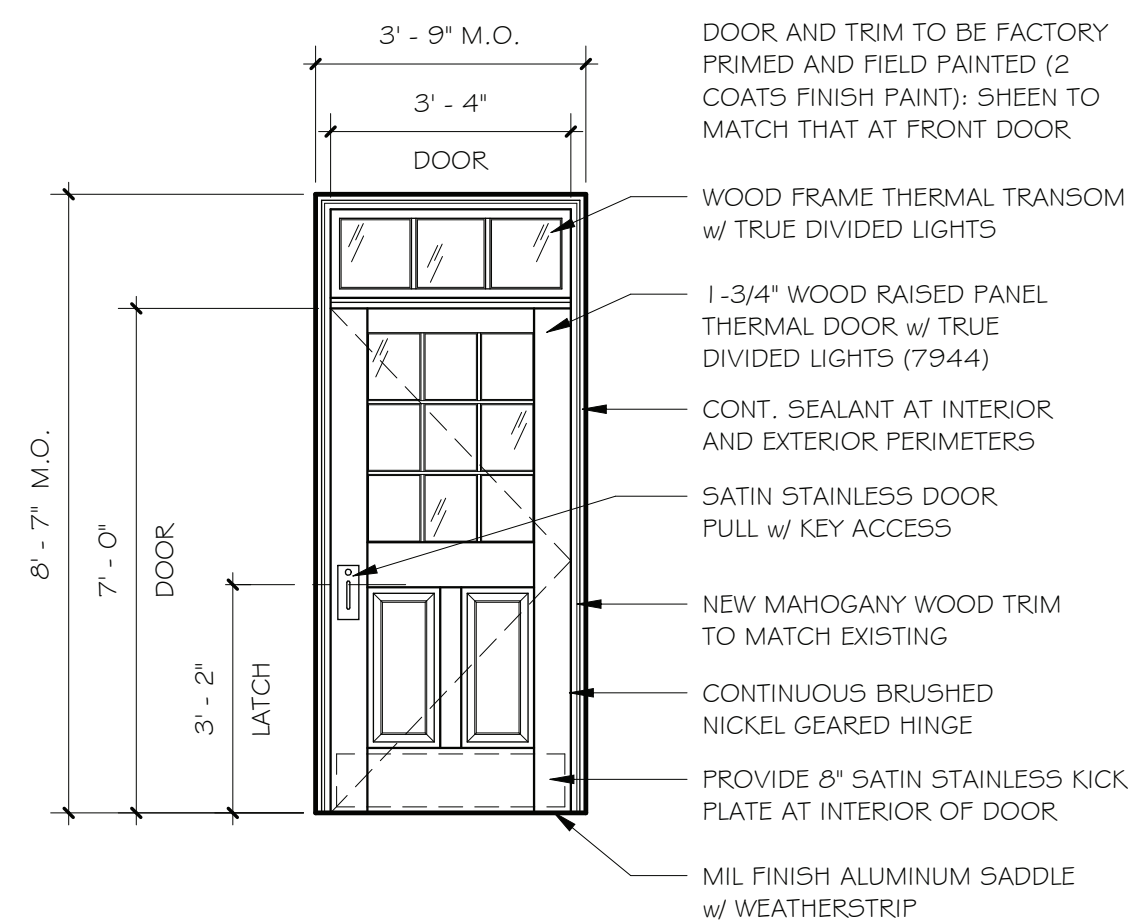 3' - 9" M.O.
3' - 4"
DOOR
8' - 7" M.O.
7' - 0"
DOOR
3' - 2"
LATCH
DOOR AND TRIM TO BE FACTORY
PRIMED AND FIELD PAINTED (2
COATS FINISH PAINT): SHEEN TO
MATCH THAT AT FRONT DOOR
WOOD FRAME THERMAL TRANSOM
w/ TRUE DIVIDED LIGHTS
1-3/4" WOOD RAISED PANEL
THERMAL DOOR w/ TRUE
DIVIDED LIGHTS (7944)
CONT. SEALANT AT INTERIOR
AND EXTERIOR PERIMETERS
SATIN STAINLESS DOOR
PULL w/ KEY ACCESS
NEW MAHOGANY WOOD TRIM
TO MATCH EXISTING
CONTINUOUS BRUSHED
NICKEL GEARED HINGE
PROVIDE 8" SATIN STAINLESS KICK
PLATE AT INTERIOR OF DOOR
MIL FINISH ALUMINUM SADDLE
w/ WEATHERSTRIP